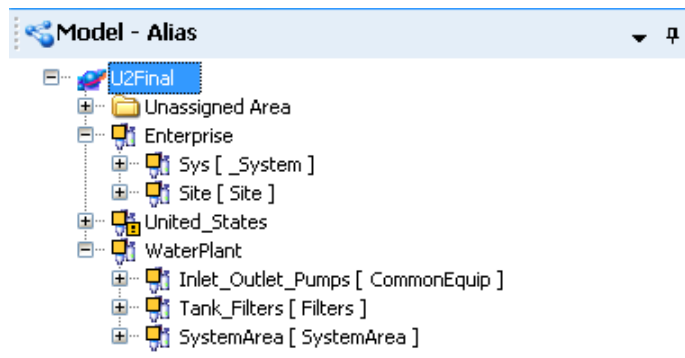 Model - Alias
U2Final
Unassigned Area
Enterprise
Sys [ _System ]
Site [ Site ]
United_States
WaterPlant
Inlet_Outlet_Pumps [ CommonEquip ]
Tank_Filters [ Filters ]
SystemArea [ SystemArea ]